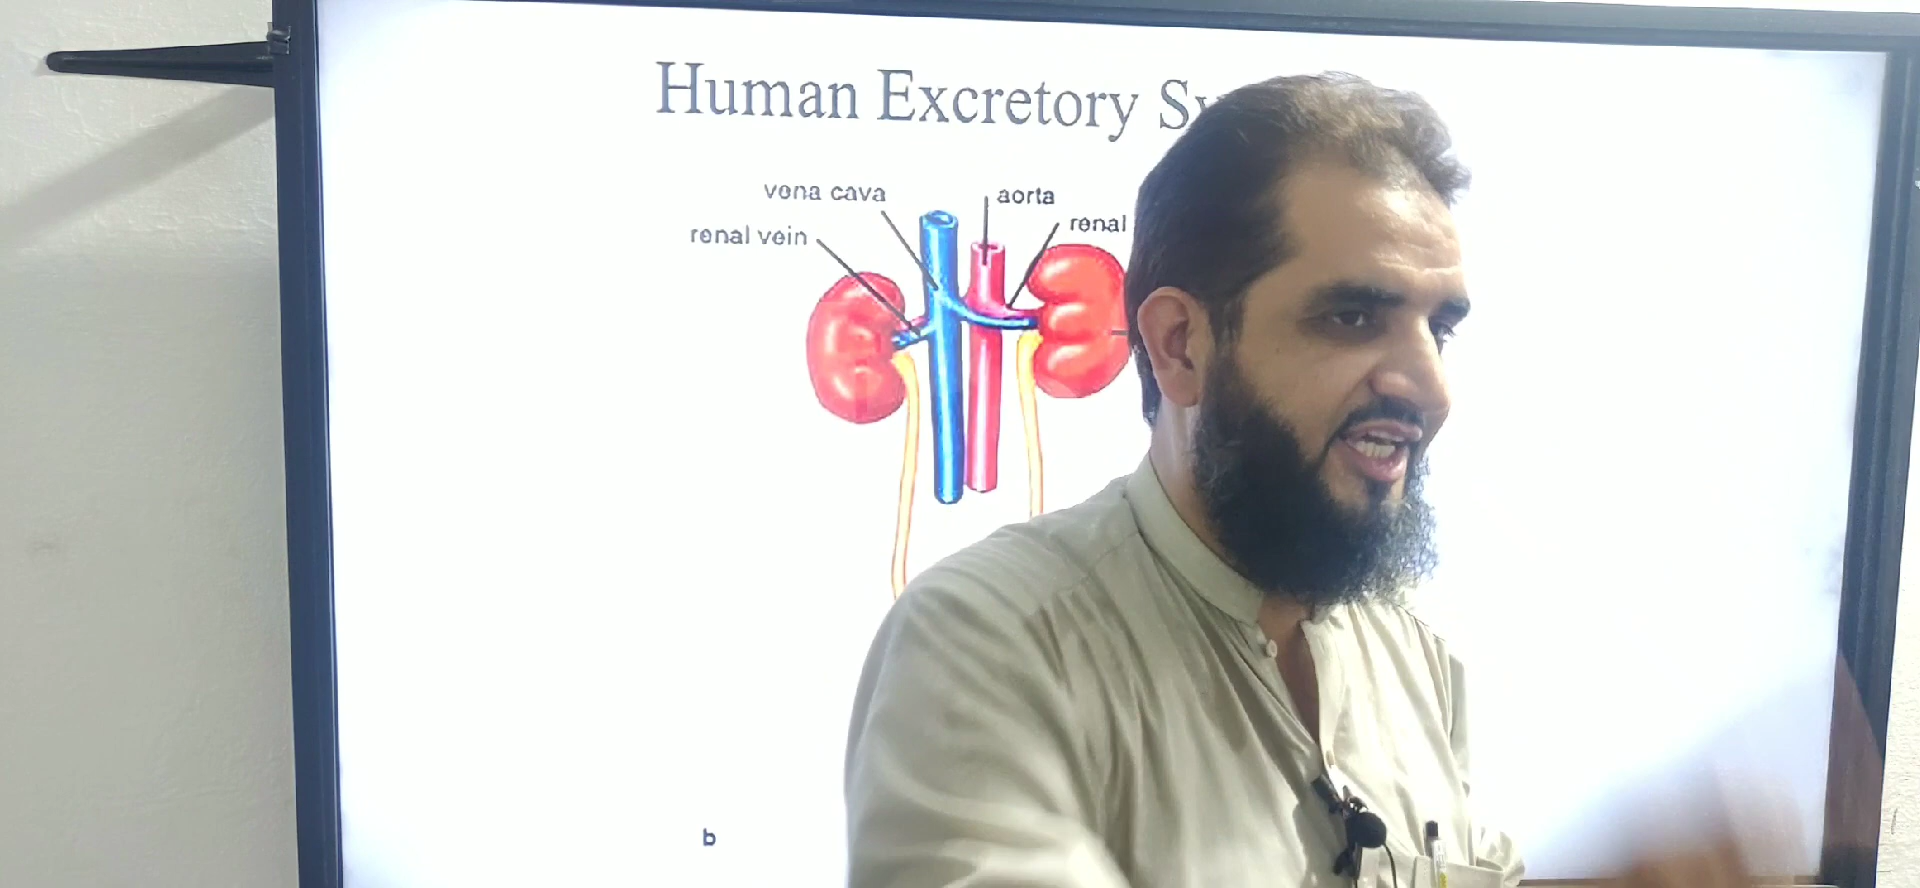 Human Excretory Sy
vena cava
aorta
renal vein
renal
b